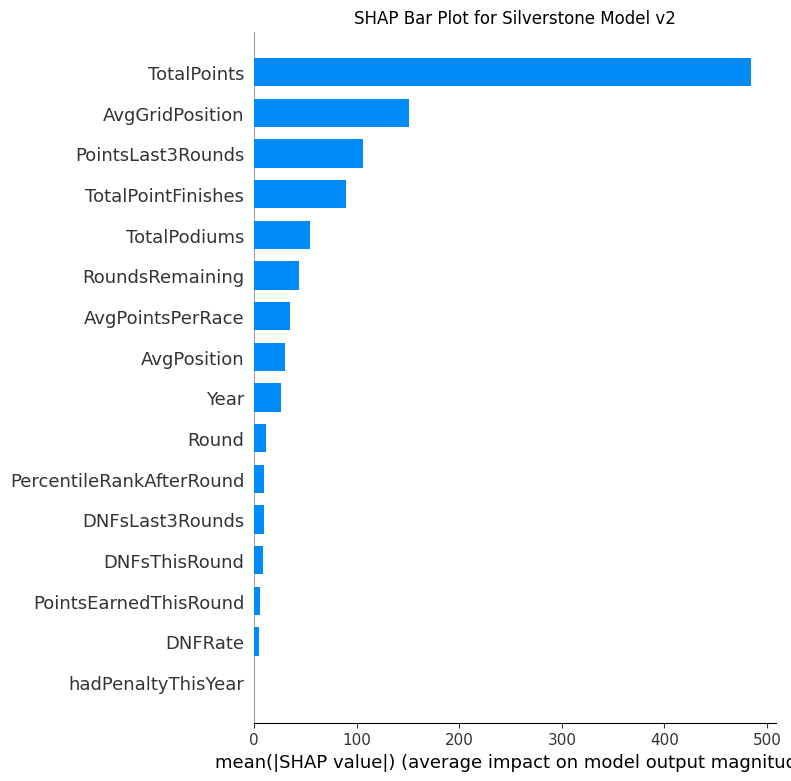 SHAP Bar Plot for Silverstone Model v2
TotalPoints
AvgGridPosition
PointsLast3Rounds
TotalPointFinishes
TotalPodiums
RoundsRemaining
AvgPointsPerRace
AvgPosition
Year
Round
PercentileRankAfterRound
DNFsLast3Rounds
DNFsThisRound
PointsEarnedThisRound
DNFRate
hadPenaltyThisYear
0 100 200 300 400 500
mean(|SHAP value|) (average impact on model output magnitud